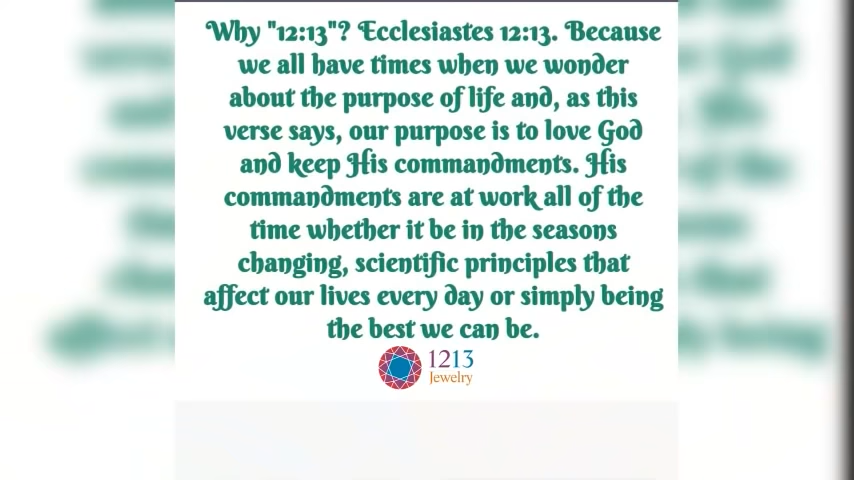 Why "12:13"? Ecclesiastes 12:13. Because
we all have times when we wonder
about the purpose of life and, as this
verse says, our purpose is to love God
and keep His commandments. His
commandments are at work all of the
time whether it be in the seasons
changing, scientific principles that
affect our lives every day or simply being
the best we can be.
1213
Jewelry